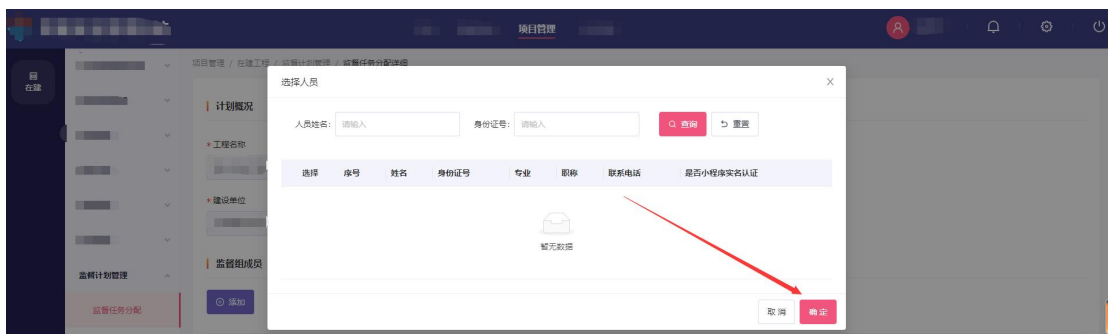 项目管理
在建
项目管理 / 在建工程 / 监督计划管理 / 监督任务分配详细
选择人员
计划概况
人员姓名: 请输入 身份证号: 请输入 查询 重置
* 工程名称
选择 序号 姓名 身份证号 专业 职称 联系电话 是否小程序实名认证
* 建设单位
暂无数据
监督组成员
监督计划管理
添加
监督任务分配
取消 确定